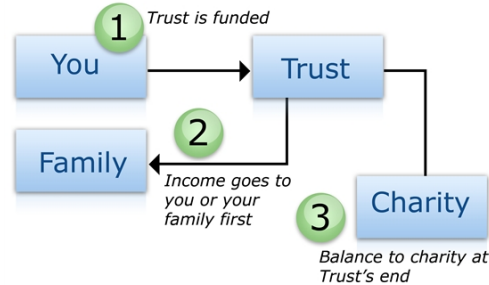 1
Trust is funded
You
Trust
2
Family
Income goes to
you or your
family first
3
Charity
Balance to charity at
Trust's end